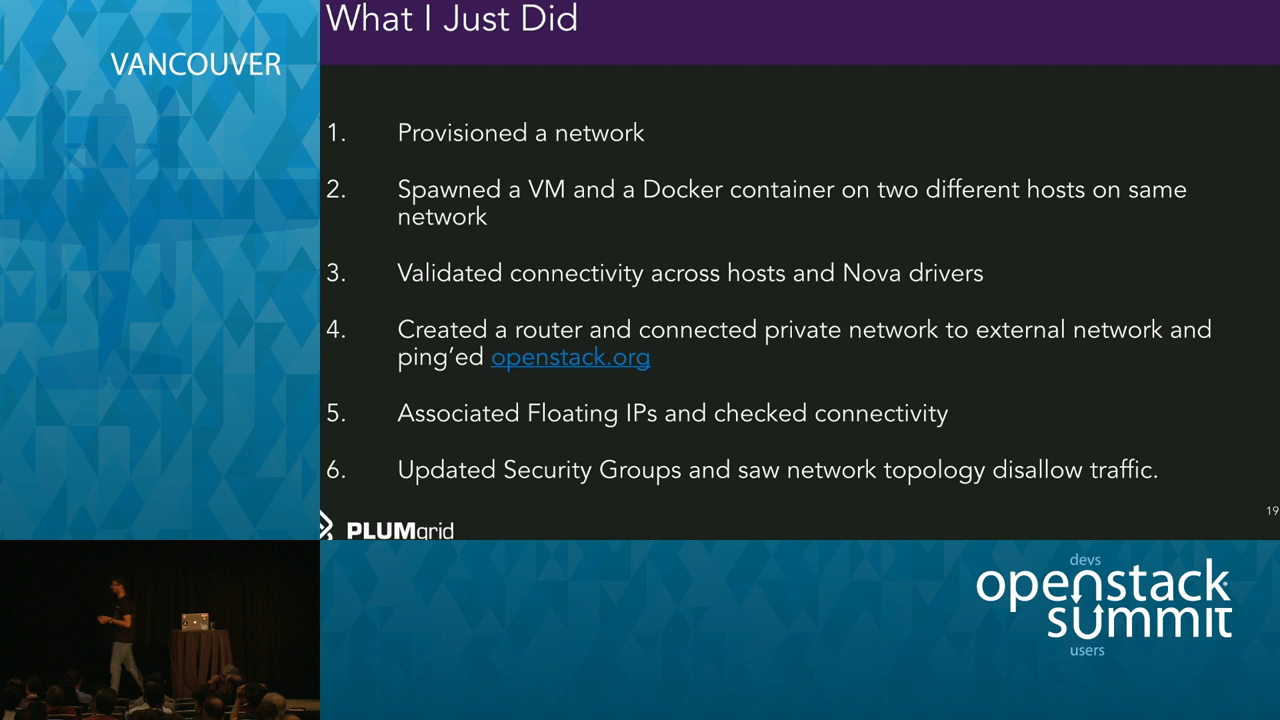 VANCOUVER
What I Just Did
1. Provisioned a network
2. Spawned a VM and a Docker container on two different hosts on same
network
3. Validated connectivity across hosts and Nova drivers
4. Created a router and connected private network to external network and
ping’ed openstack.org
5. Associated Floating IPs and checked connectivity
6. Updated Security Groups and saw network topology disallow traffic.
19
PLUMgrid
devs
openstack
summit
users